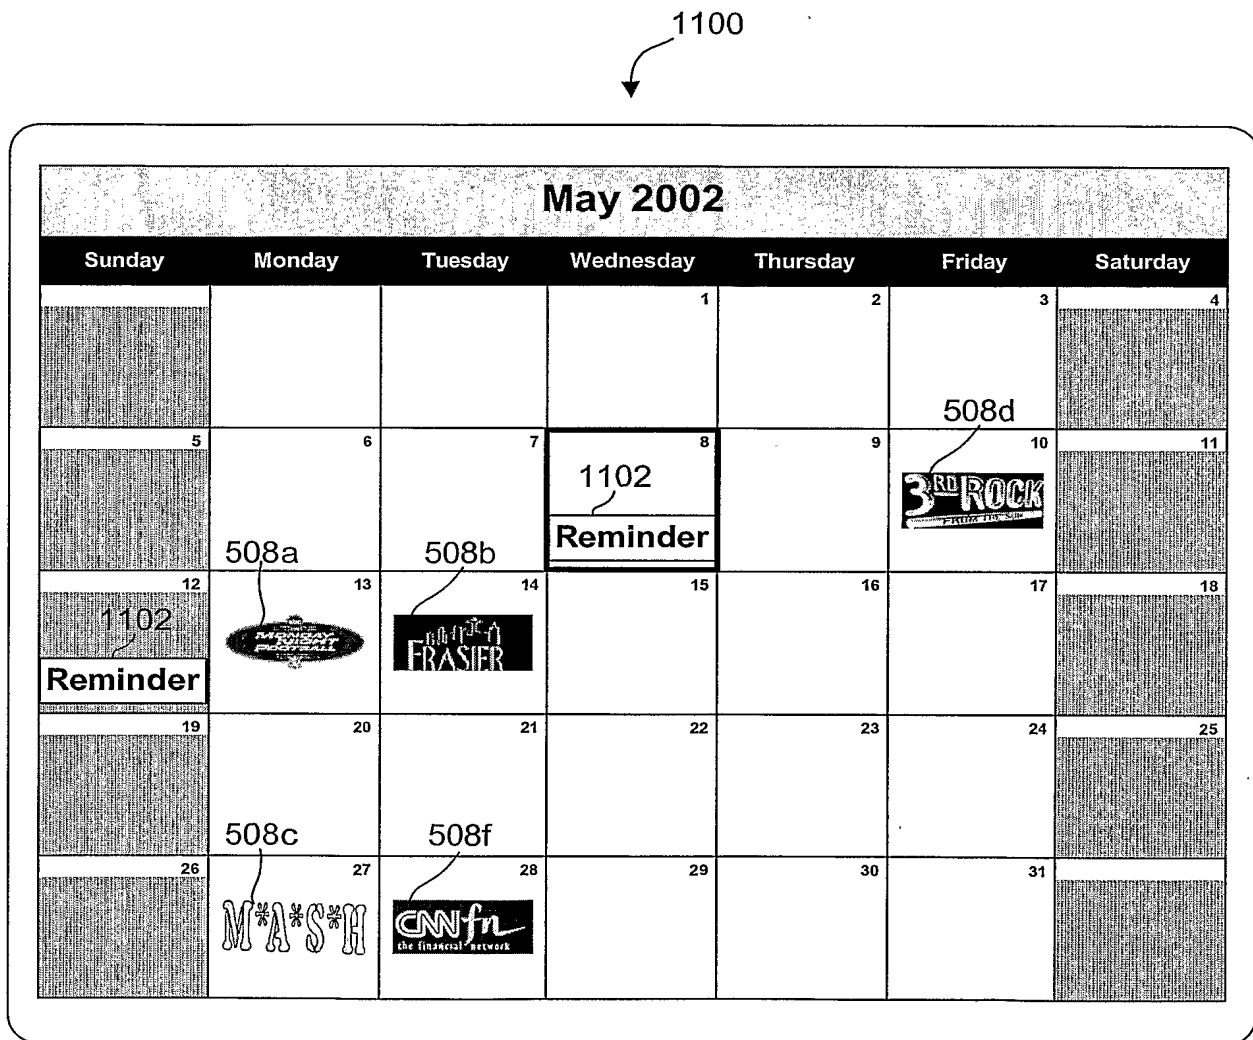 1100
May 2002
Sunday Monday Tuesday Wednesday Thursday Friday Saturday
1 2 3 4
508d
5 6 7 8 9 10 11
1102
3RD ROCK
FROM THE SUN
Reminder
508a 508b
12 13 14 15 16 17 18
1102
MONDAY
NIGHT
FOOTBALL
FRASIER
Reminder
19 20 21 22 23 24 25
508c 508f
26 27 28 29 30 31
M*A*S*H
CNNfn
the financial network